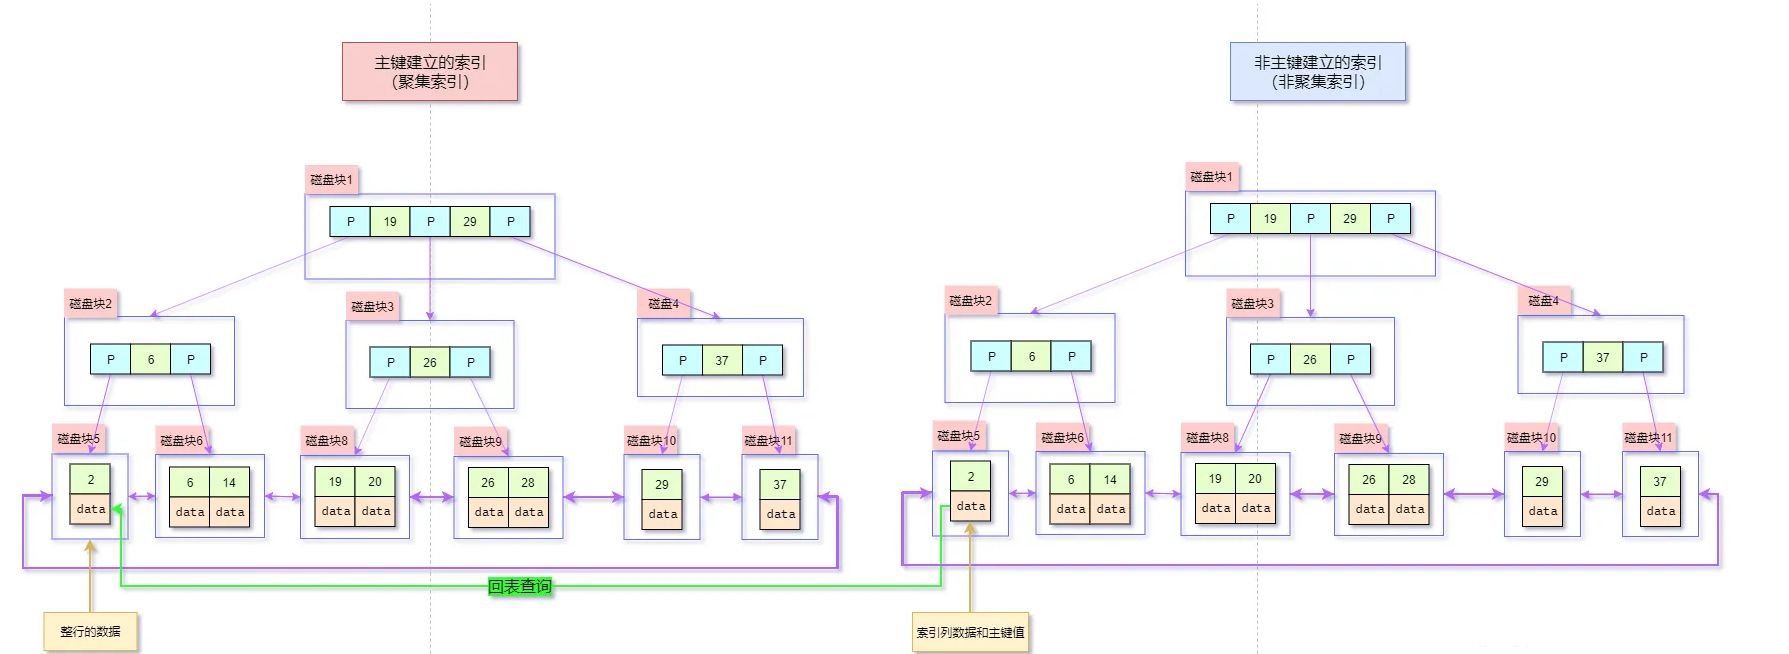 主键建立的索引
（聚集索引）
磁盘块1
P 19 P 29 P
磁盘块2
磁盘块3
磁盘4
P 6 P
P 26 P
P 37 P
磁盘块5
磁盘块6
磁盘块8
磁盘块9
磁盘块10
磁盘块11
2
6 14
19 20
26 28
29
37
data
data data
data data
data data
data
data
整行的数据
回表查询
非主键建立的索引
（非聚集索引）
磁盘块1
P 19 P 29 P
磁盘块2
磁盘块3
磁盘4
P 6 P
P 26 P
P 37 P
磁盘块5
磁盘块6
磁盘块8
磁盘块9
磁盘块10
磁盘块11
2
6 14
19 20
26 28
29
37
data
data data
data data
data data
data
data
索引列数据和主键值